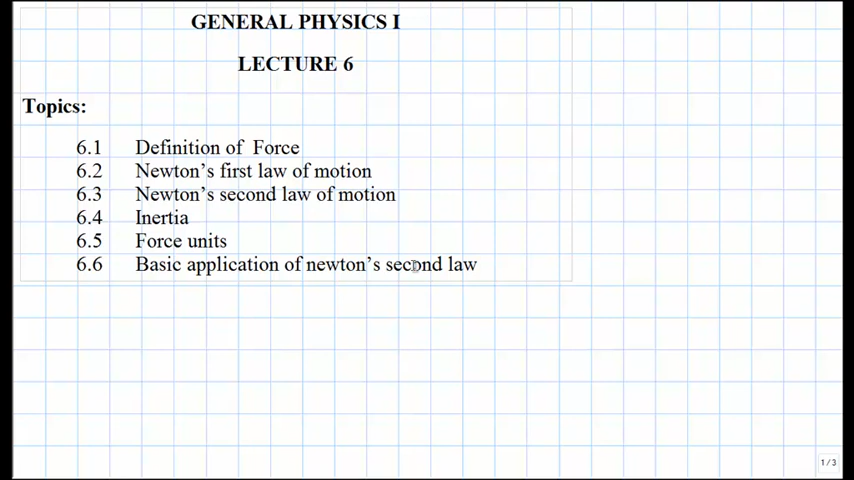 GENERAL PHYSICS I
LECTURE 6
Topics:
6.1 Definition of Force
6.2 Newton's first law of motion
6.3 Newton's second law of motion
6.4 Inertia
6.5 Force units
6.6 Basic application of newton's second law
1/3